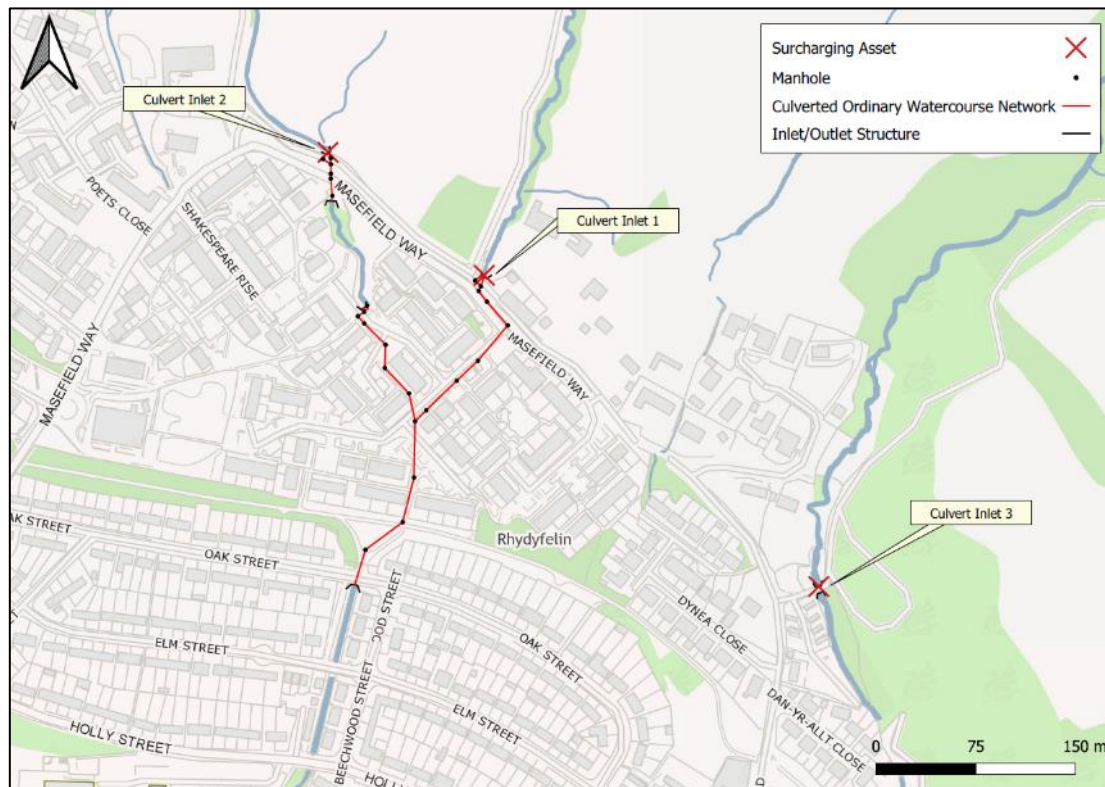 Surcharging Asset
Manhole
Culverted Ordinary Watercourse Network
Inlet/Outlet Structure
Culvert Inlet 2
MASEFIELD WAY
POETS CLOSE
SHAKESPEARE RISE
Culvert Inlet 1
MASEFIELD WAY
MASEFIELD WAY
Culvert Inlet 3
Rhydyfelin
AK STREET
OAK STREET
OOD STREET
DYNEA CLOSE
OAK STREET
ELM STREET
ELM STREET
DAN-YR-ALLT CLOSE
HOLLY STREET
BEECHWOOD STREET
HO
D
0 75 150 m